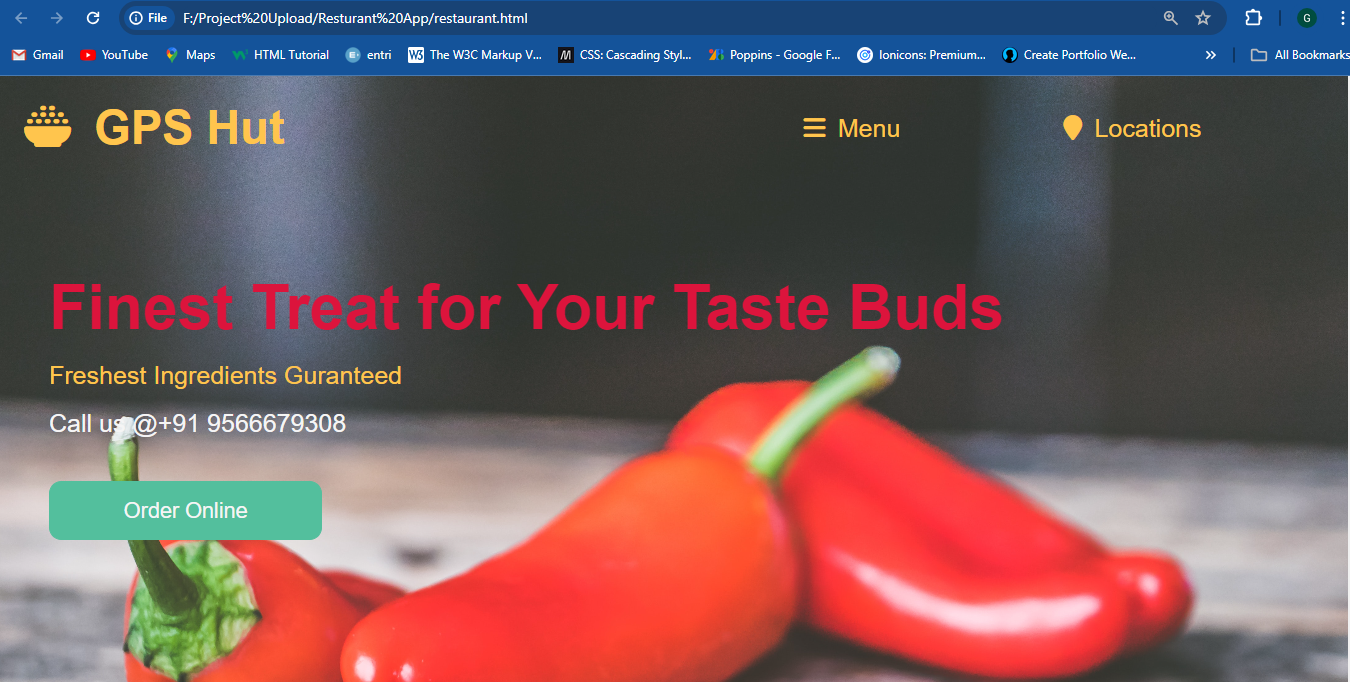 File F:/Project%20Upload/Resturant%20App/restaurant.html G
Gmail YouTube Maps HTML Tutorial entri The W3C Markup V... CSS: Cascading Styl... Poppins - Google F... Ionicons: Premium... Create Portfolio We... » All Bookmarks
GPS Hut Menu Locations
Finest Treat for Your Taste Buds
Freshest Ingredients Guranteed
Call us @+91 9566679308
Order Online